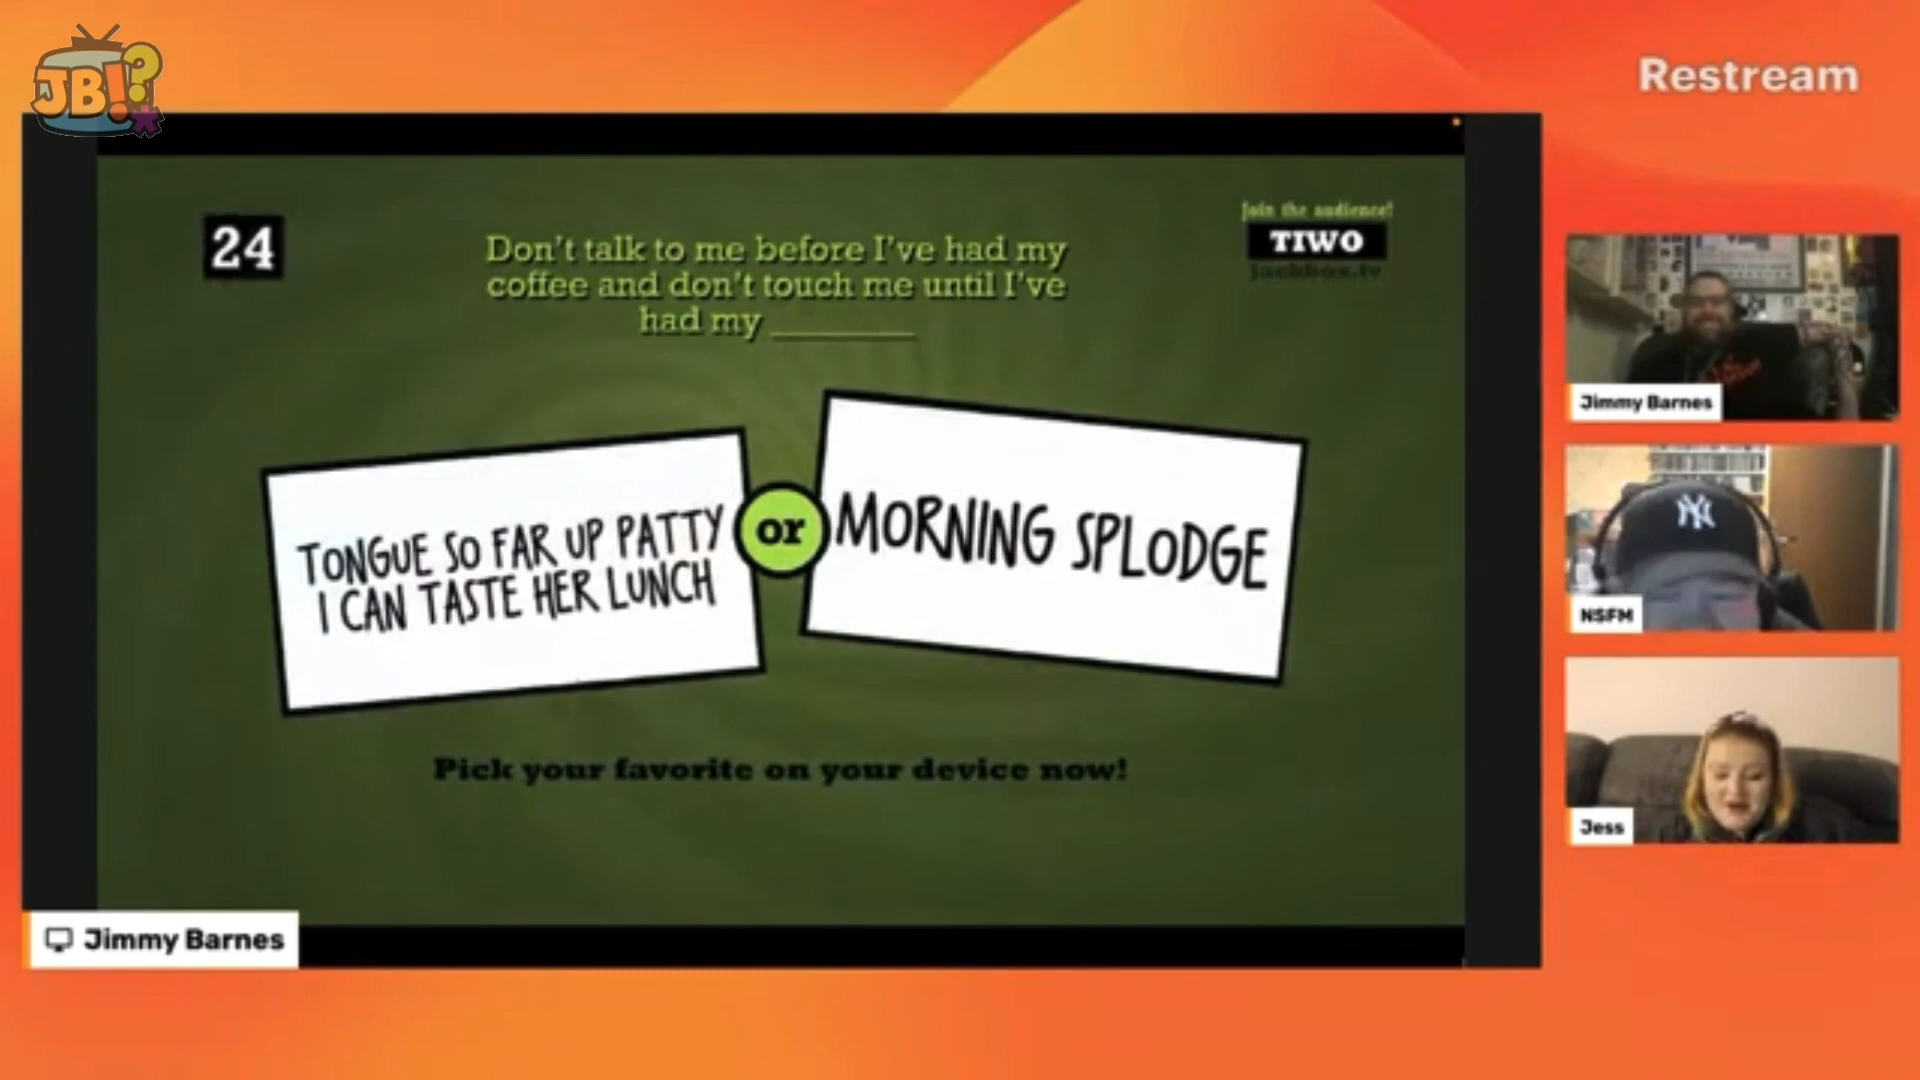 JB!?*
Restream
24
Don't talk to me before I've had my
coffee and don't touch me until I've
had my ________
Join the audience!
TIWO
jackbox.tv
TONGUE SO FAR UP PATTY
I CAN TASTE HER LUNCH
or
MORNING SPLODGE
Pick your favorite on your device now!
Jimmy Barnes
NY
NSFM
Jess
Jimmy Barnes